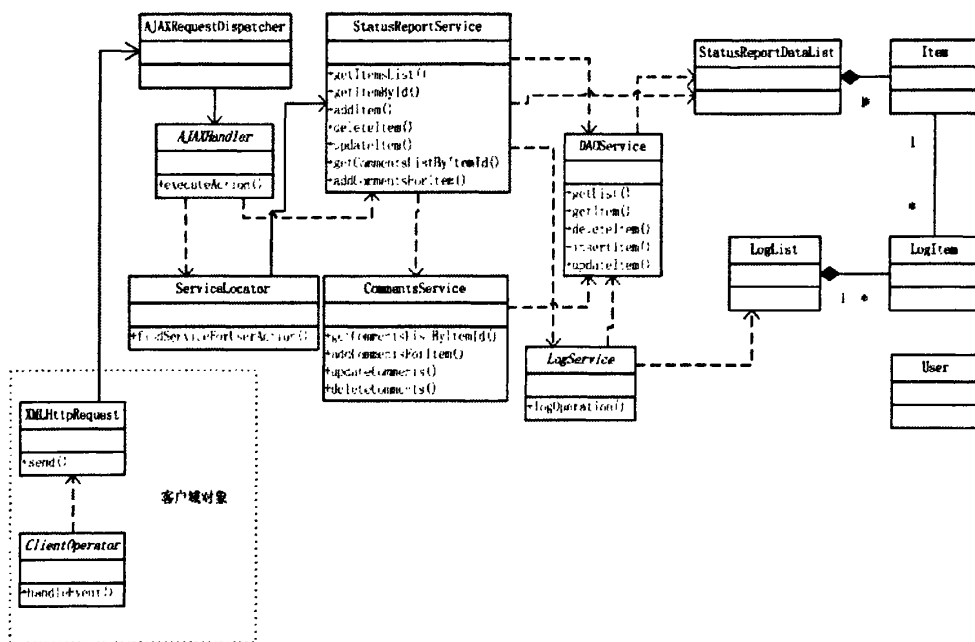 AJAXRequestDispatcher
StatusReportService
+getItemsList()
+getItemById()
+addItem()
+deleteItem()
+updateItem()
+getCommentsListByItemId()
+addCommentsForItem()
StatusReportDataList
Item
*
1
*
AJAXHandler
+executeAction()
DAOService
+getList()
+getItem()
+deleteItem()
+insertItem()
+updateItem()
LogList
LogItem
1 *
ServiceLocator
+findServiceForUserAction()
CommentsService
+getCommentsListByItemId()
+addCommentsForItem()
+updateComments()
+deleteComments()
LogService
+logOperation()
User
XMLHttpRequest
+send()
客户域对象
ClientOperator
+handleEvent()